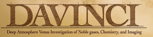 DAVINCI
Deep Atmosphere Venus Investigation of Noble gases, Chemistry, and Imaging